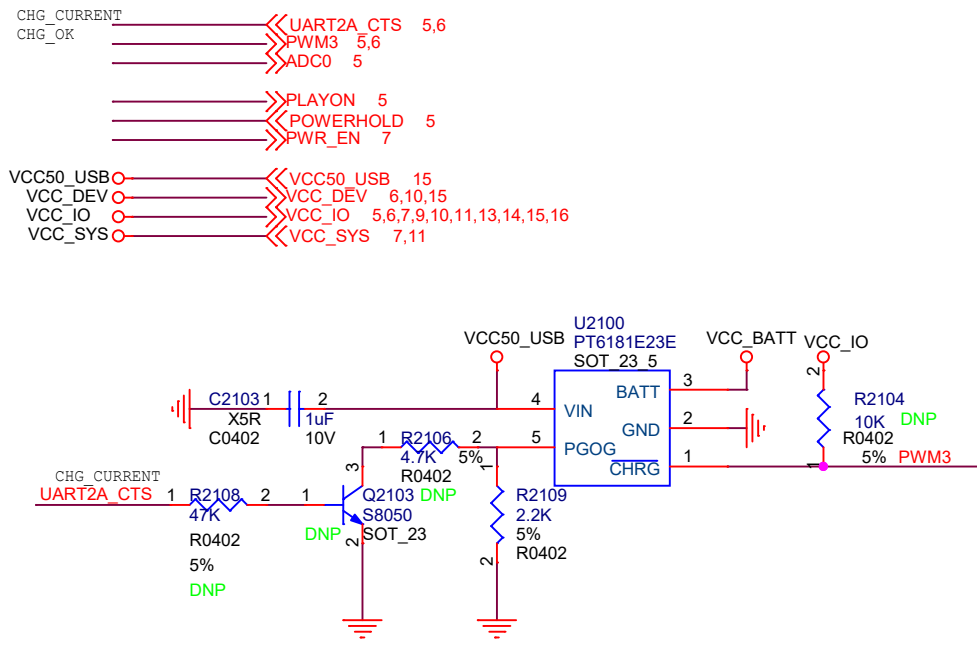 CHG_CURRENT
CHG_OK
UART2A_CTS 5,6
PWM3 5,6
ADC0 5
PLAYON 5
POWERHOLD 5
PWR_EN 7
VCC50_USB VCC50_USB 15
VCC_DEV VCC_DEV 6,10,15
VCC_IO VCC_IO 5,6,7,9,10,11,13,14,15,16
VCC_SYS VCC_SYS 7,11
U2100
PT6181E23E
SOT_23_5
VCC50_USB
VCC_BATT
VCC_IO
C2103 1 2
X5R 1uF
C0402 10V
4 VIN
5 PGOG
BATT 3
GND 2
CHRG 1
2
R2104
10K DNP
R0402
5%
1
PWM3
1 R2106 2
4.7K 5%
R0402
DNP
CHG_CURRENT
UART2A_CTS 1 R2108 2
47K
R0402
5%
DNP
1
3
Q2103
S8050
DNP SOT_23
2
1
R2109
2.2K
5%
R0402
2